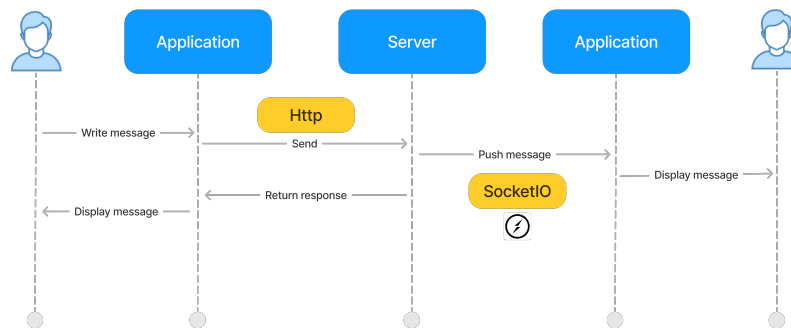 Application
Server
Application
Http
Write message
Send
Push message
Display message
SocketIO
Return response
Display message